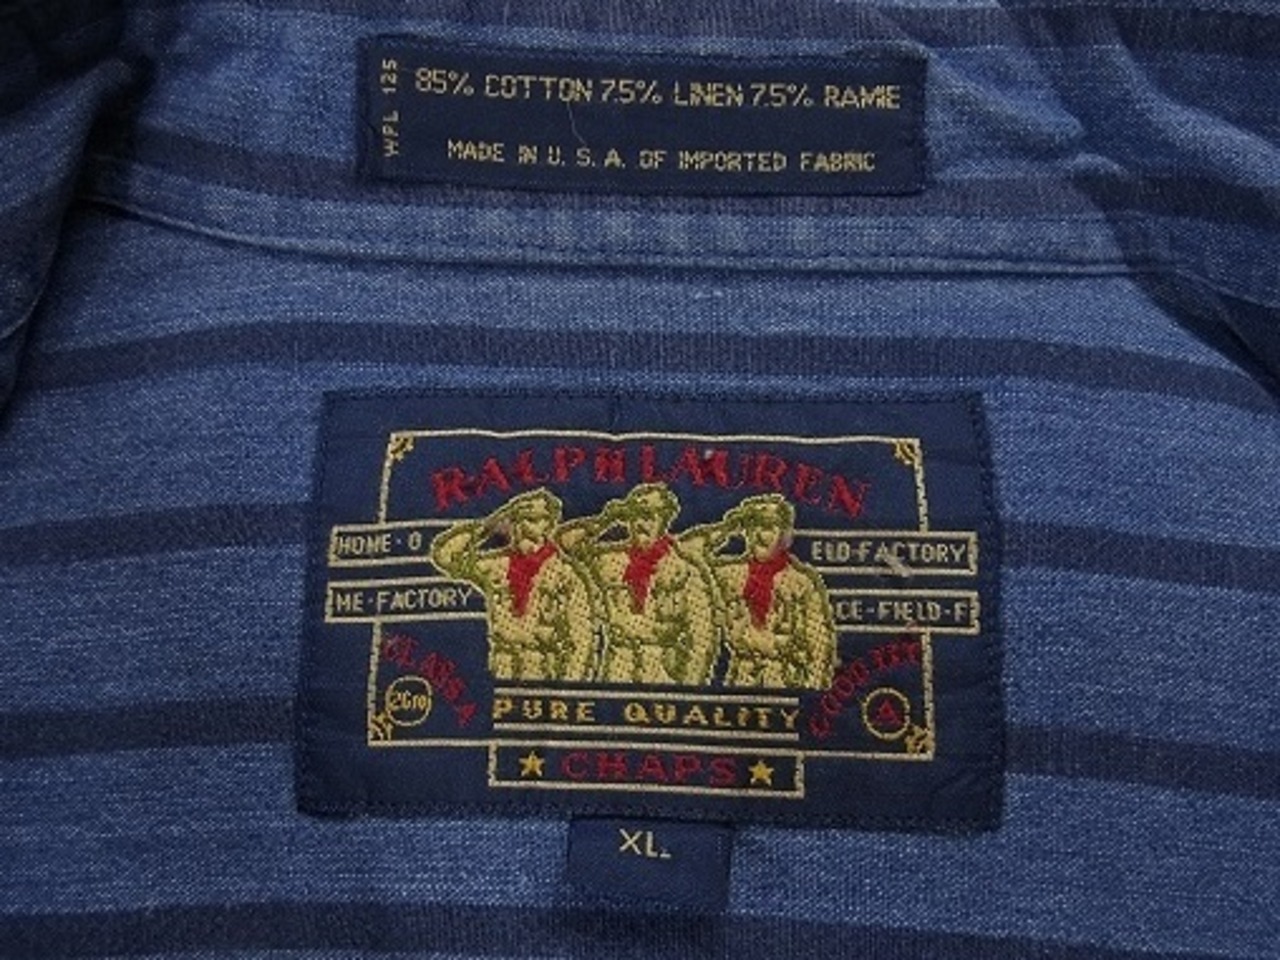 WPL 125
85% COTTON 7.5% LINEN 7.5% RAMIE
MADE IN U.S.A. OF IMPORTED FABRIC
RALPH LAUREN
HOME-O
ELD-FACTORY
ME-FACTORY
CE-FIELD-F
CLASS A
PURE QUALITY
CHAPS
XL